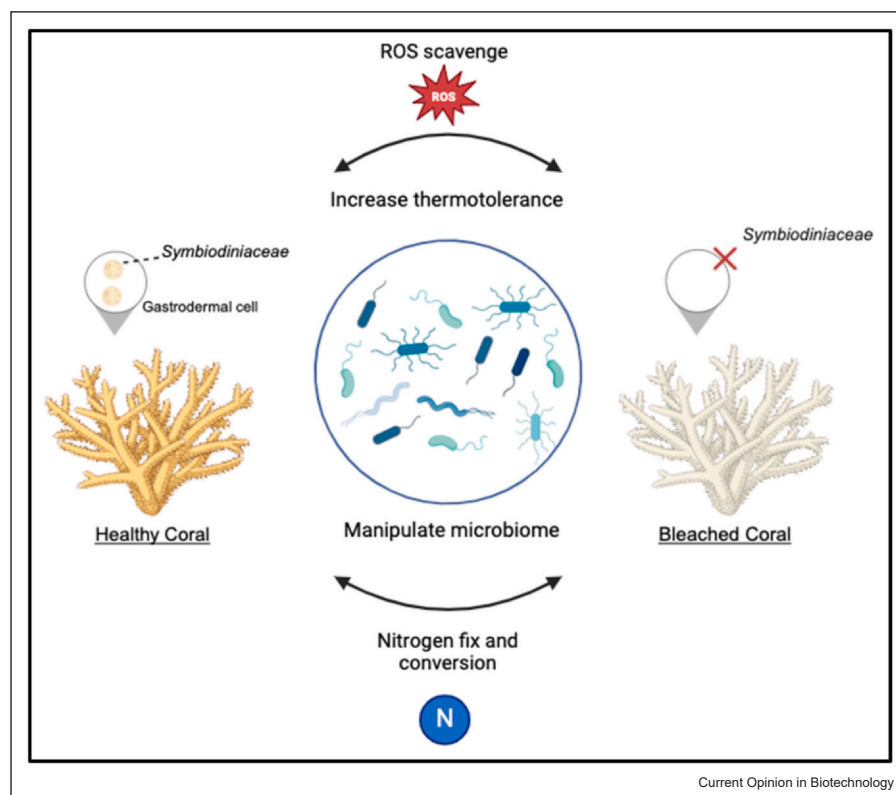 ROS scavenge
ROS
Increase thermotolerance
Symbiodiniaceae
Gastrodermal cell
Symbiodiniaceae
Healthy Coral
Manipulate microbiome
Bleached Coral
Nitrogen fix and
conversion
N
Current Opinion in Biotechnology